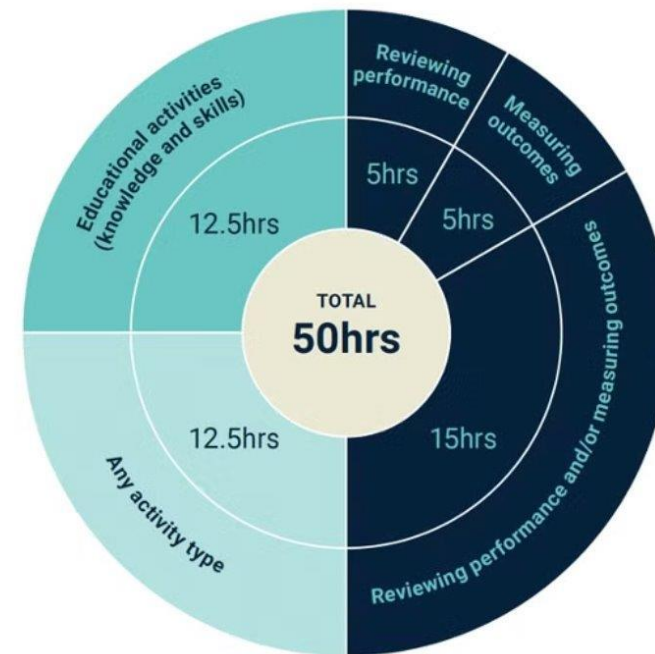 Educational activities
(knowledge and skills)
12.5hrs
Reviewing
performance
5hrs
Measuring
outcomes
5hrs
TOTAL
50hrs
Any activity type
12.5hrs
15hrs
Reviewing performance and/or measuring outcomes